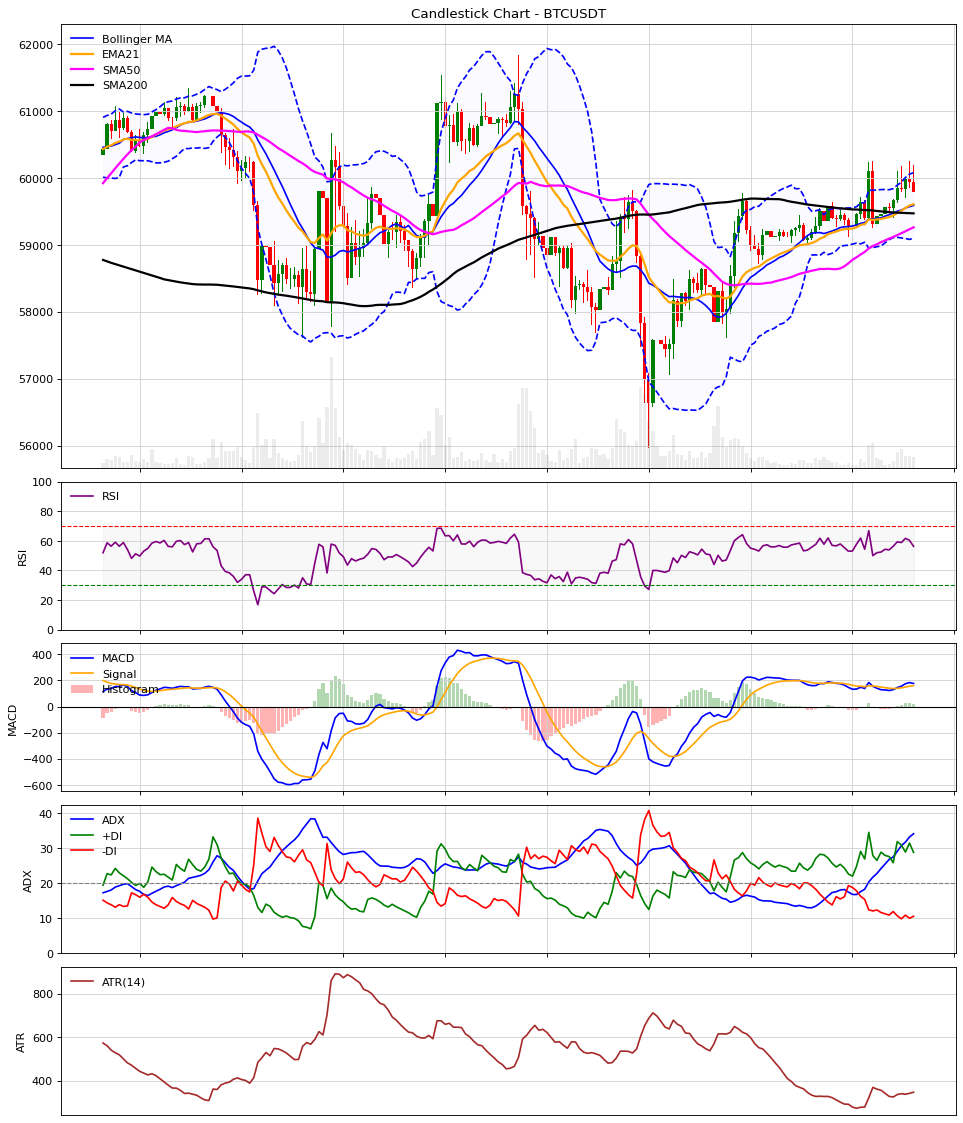 Candlestick Chart - BTCUSDT
62000
61000
60000
59000
58000
57000
56000
Bollinger MA
EMA21
SMA50
SMA200
100
80
60
40
20
0
RSI
RSI
400
200
0
−200
−400
−600
MACD
MACD
Signal
Histogram
40
30
20
10
0
ADX
ADX
+DI
-DI
800
600
400
ATR
ATR(14)